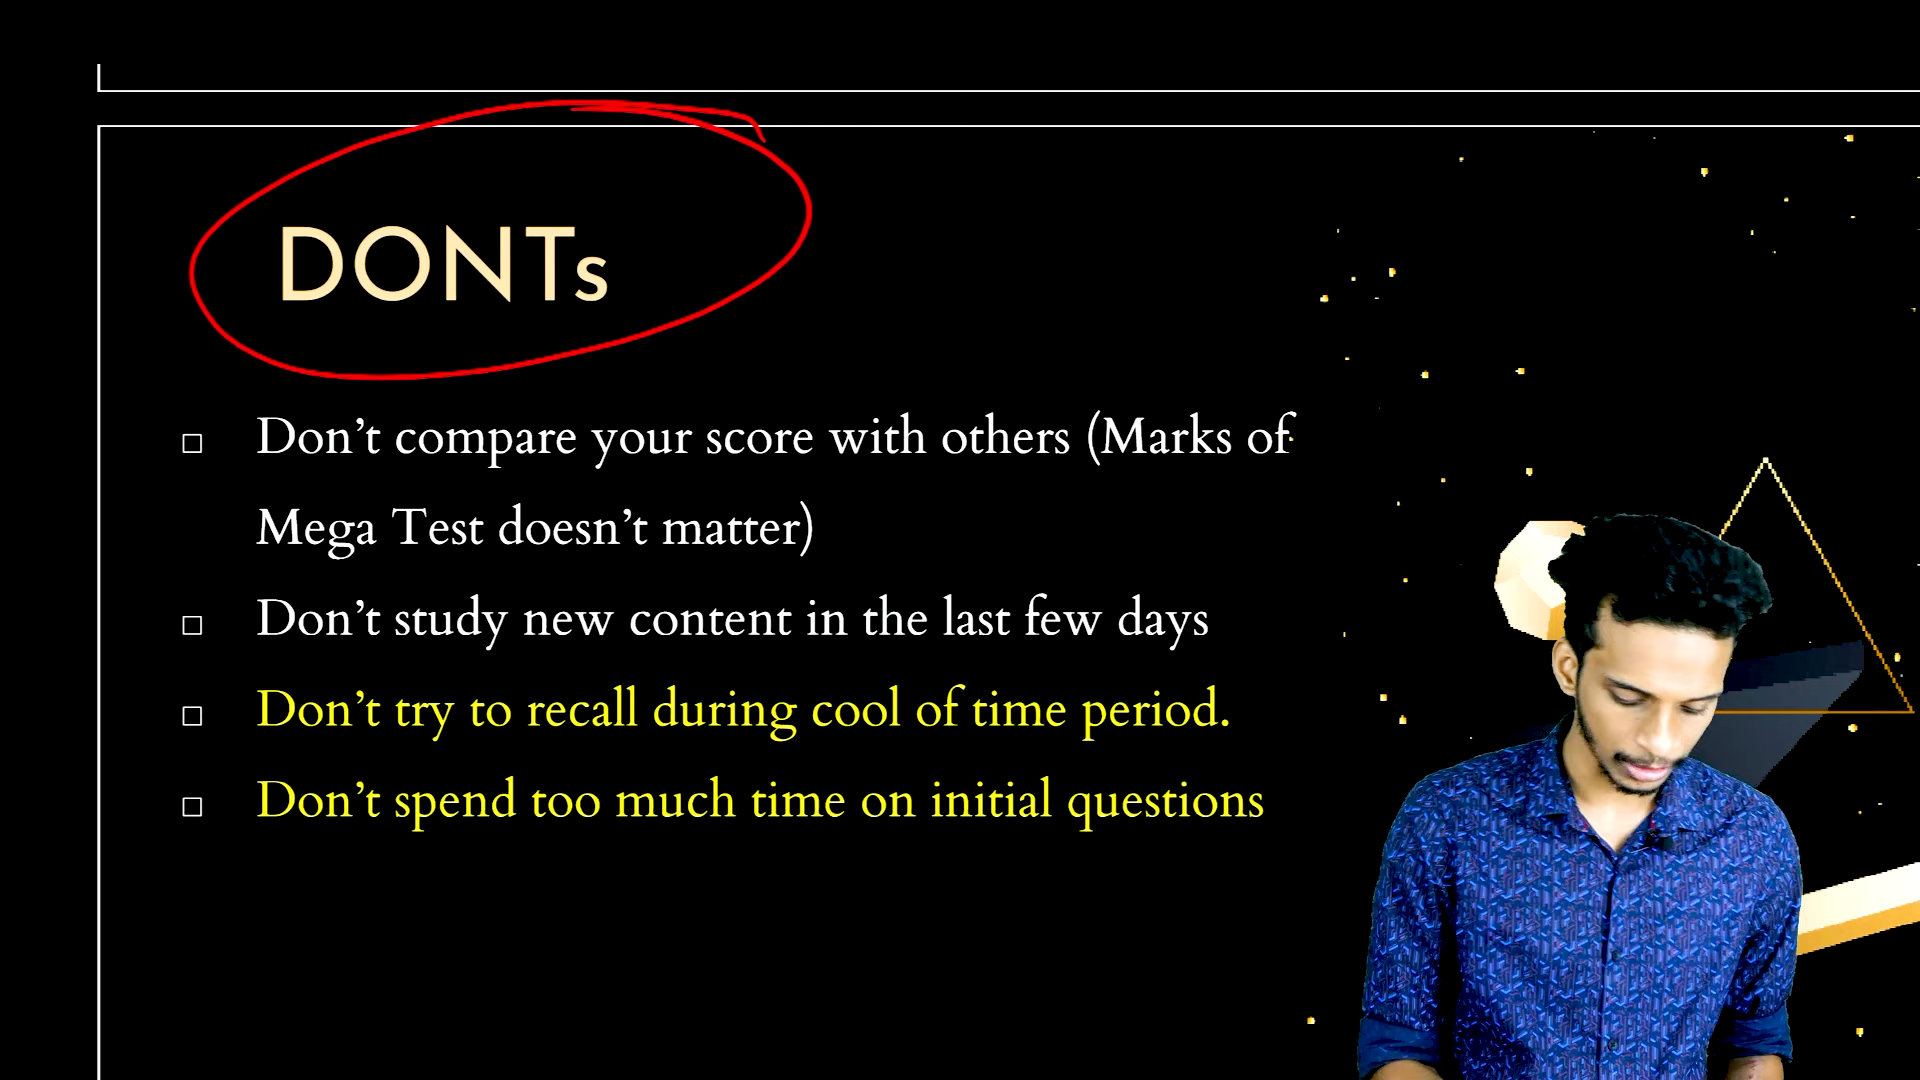 DONTs
Don’t compare your score with others (Marks of
Mega Test doesn’t matter)
Don’t study new content in the last few days
Don’t try to recall during cool of time period.
Don’t spend too much time on initial questions